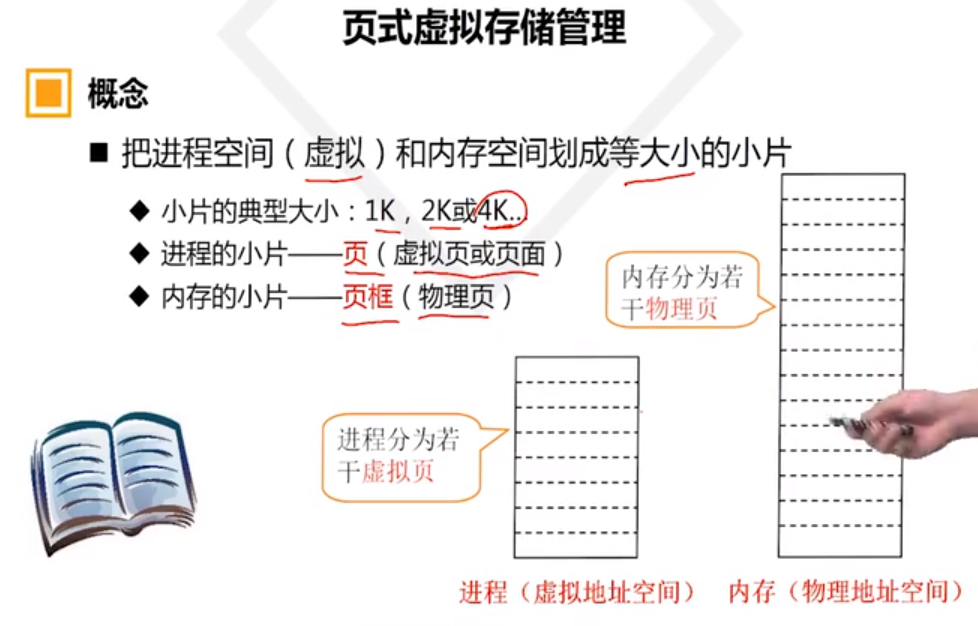 页式虚拟存储管理
概念
■ 把进程空间（虚拟）和内存空间划成等大小的小片
◆ 小片的典型大小：1K，2K或4K...
◆ 进程的小片——页（虚拟页或页面）
◆ 内存的小片——页框（物理页）
内存分为若
干物理页
进程分为若
干虚拟页
进程（虚拟地址空间）
内存（物理地址空间）